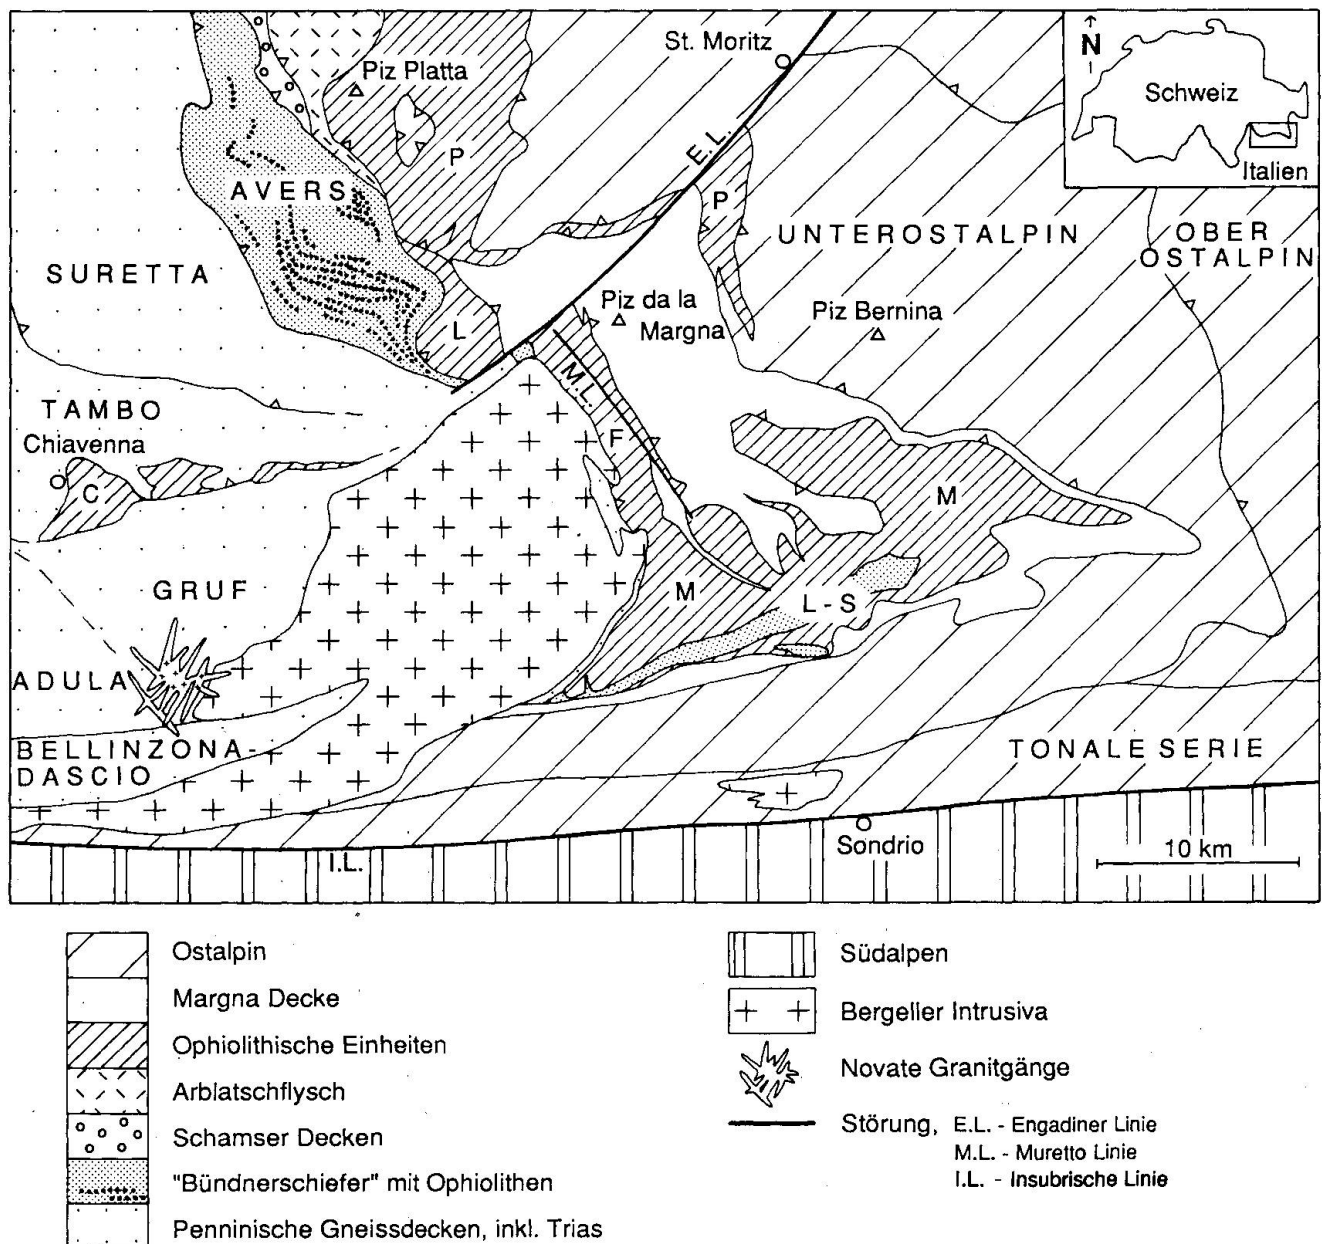 St. Moritz
Piz Platta
N
Schweiz
Italien
E.L.
P
P
AVERS
UNTEROSTALPIN
OBER
OSTALPIN
SURETTA
Piz da la
Margna
Piz Bernina
L
M.L.
TAMBO
Chiavenna
F
C
M
GRUF
M
L-S
ADULA
BELLINZONA-
DASCIO
TONALE SERIE
Sondrio
I.L.
10 km
Ostalpin
Margna Decke
Ophiolithische Einheiten
Arblatschflysch
Schamser Decken
"Bündnerschiefer" mit Ophiolithen
Penninische Gneissdecken, inkl. Trias
Südalpen
Bergeller Intrusiva
Novate Granitgänge
Störung, E.L. - Engadiner Linie
M.L. - Muretto Linie
I.L. - Insubrische Linie